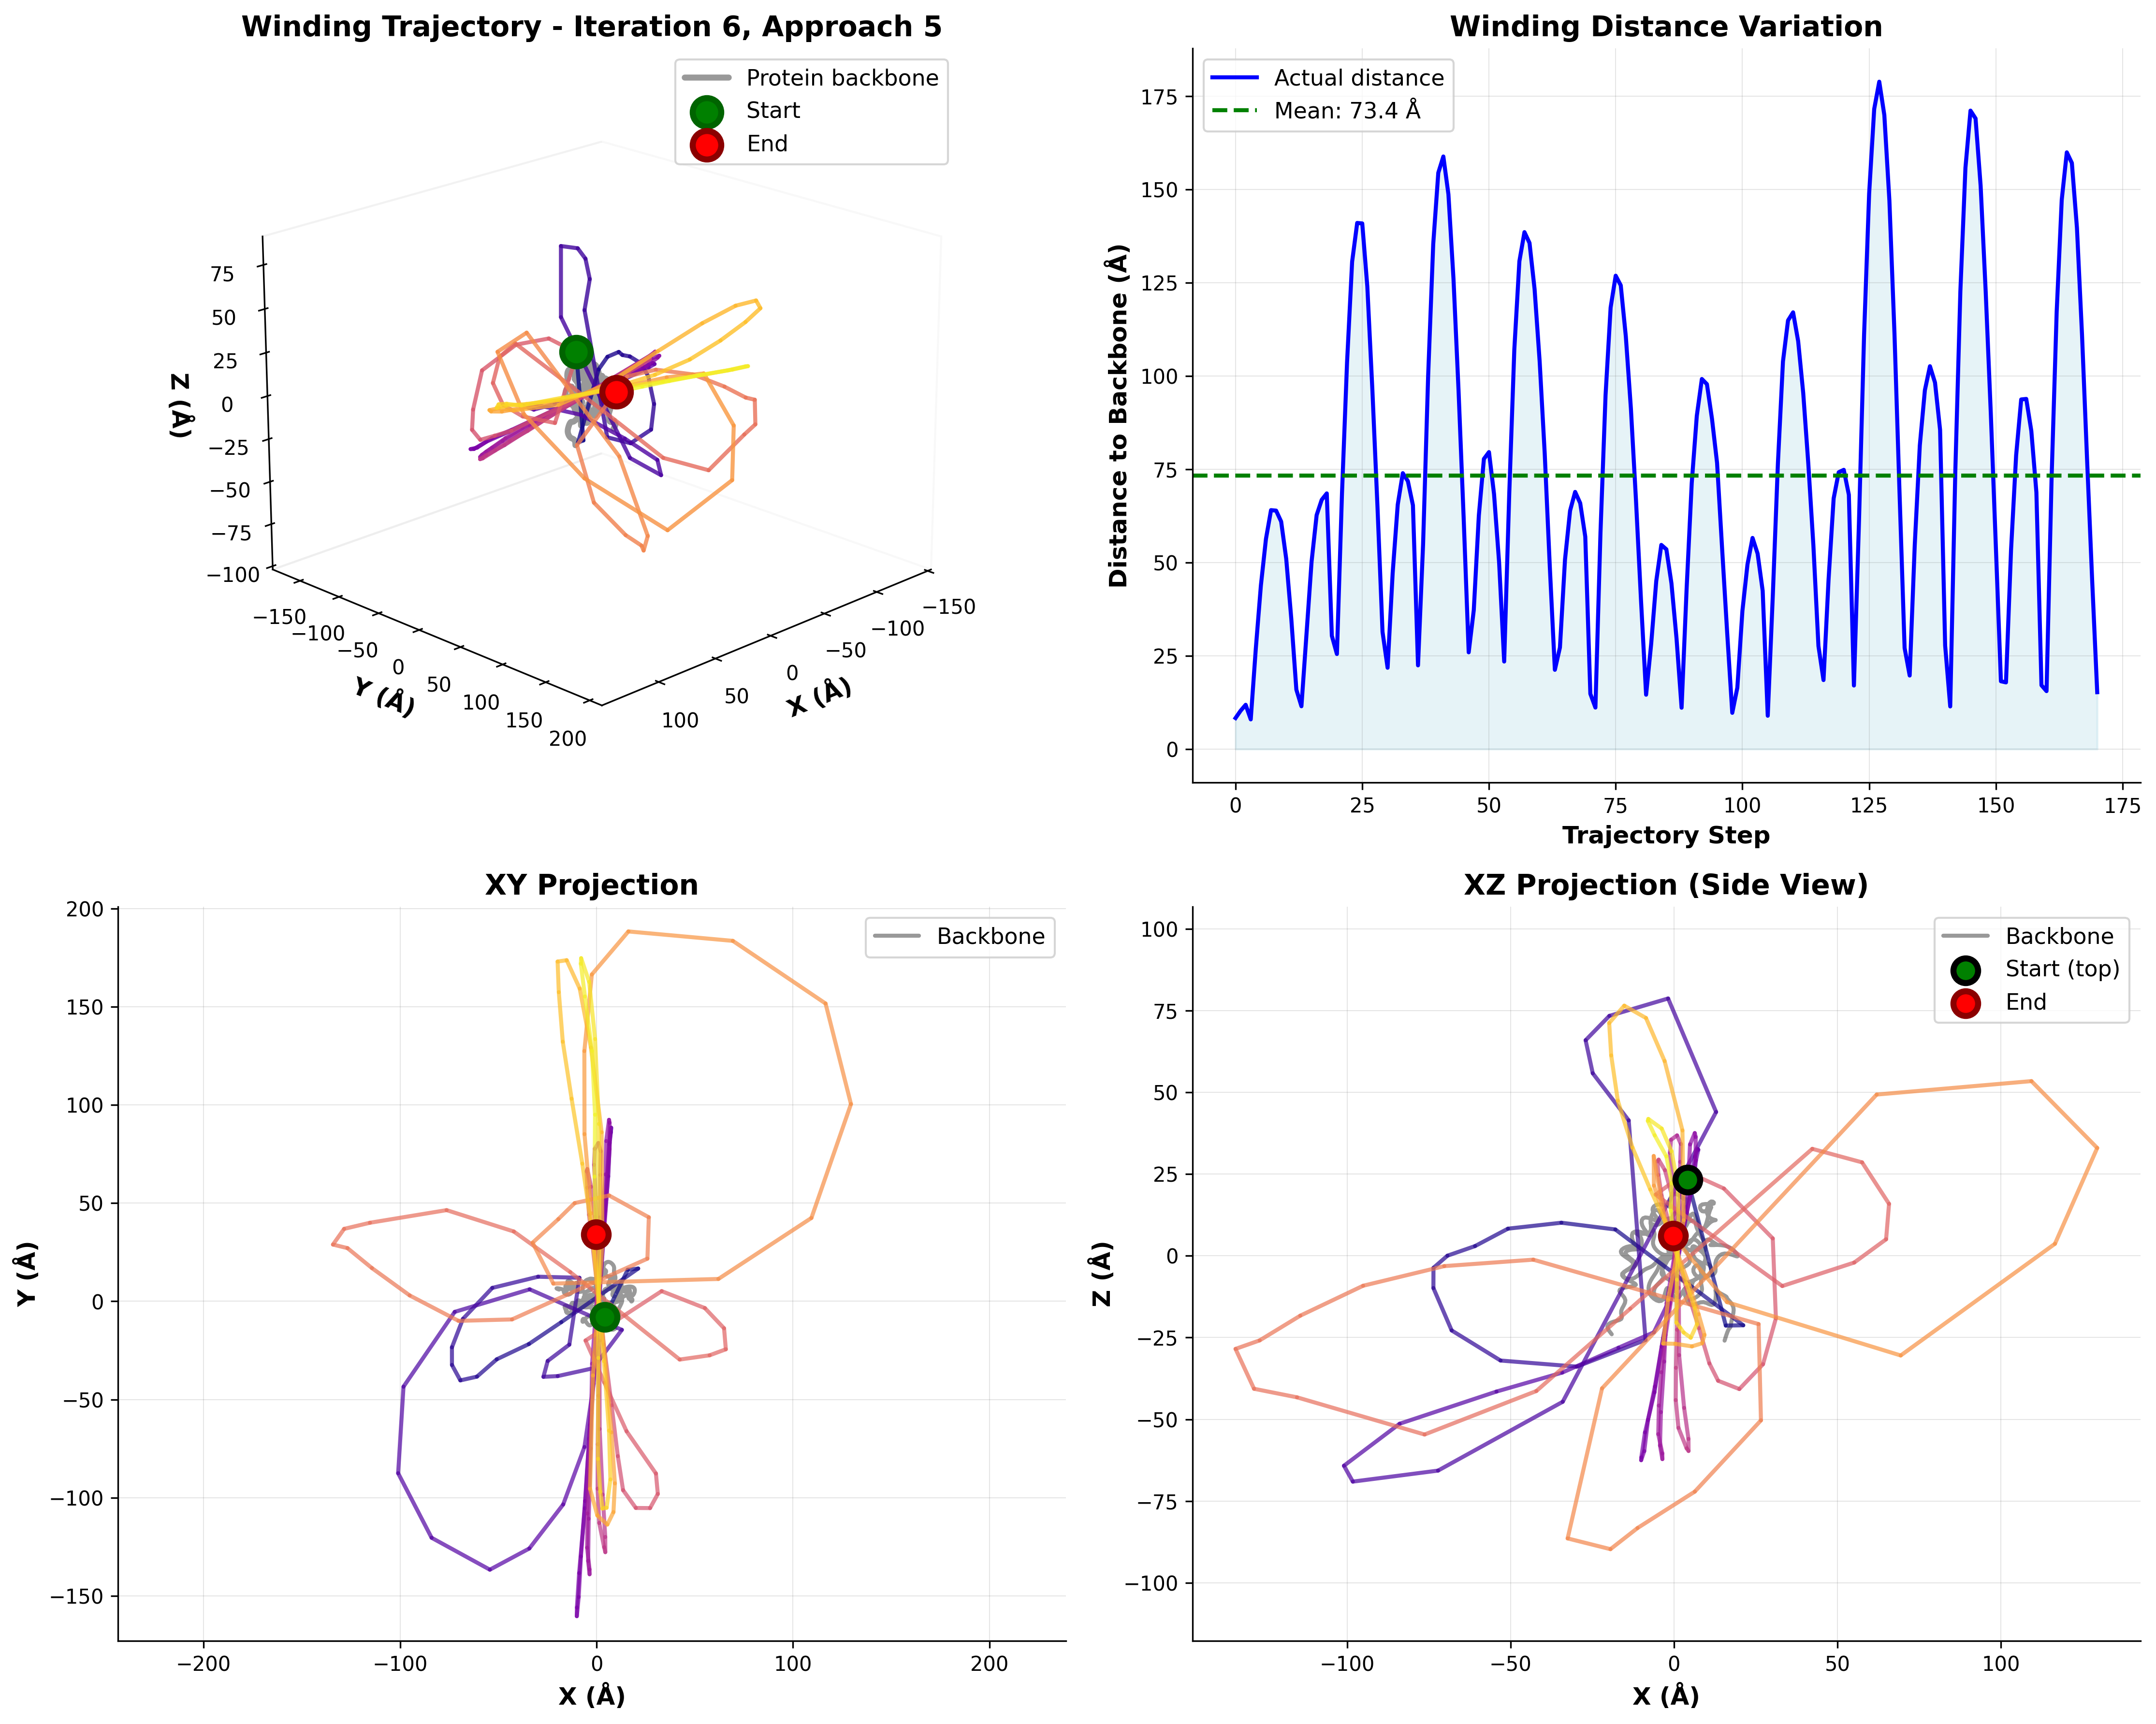 Winding Trajectory - Iteration 6, Approach 5
Protein backbone
Start
End
75
50
25
0
−25
−50
−75
−100
Z (Å)
−150
−100
−50
0
50
100
150
200
Y (Å)
100
50
0
−50
−100
−150
X (Å)
Winding Distance Variation
Actual distance
Mean: 73.4 Å
175
150
125
100
75
50
25
0
Distance to Backbone (Å)
0 25 50 75 100 125 150 175
Trajectory Step
XY Projection
Backbone
200
150
100
50
0
−50
−100
−150
Y (Å)
−200 −100 0 100 200
X (Å)
XZ Projection (Side View)
Backbone
Start (top)
End
100
75
50
25
0
−25
−50
−75
−100
Z (Å)
−100 −50 0 50 100
X (Å)